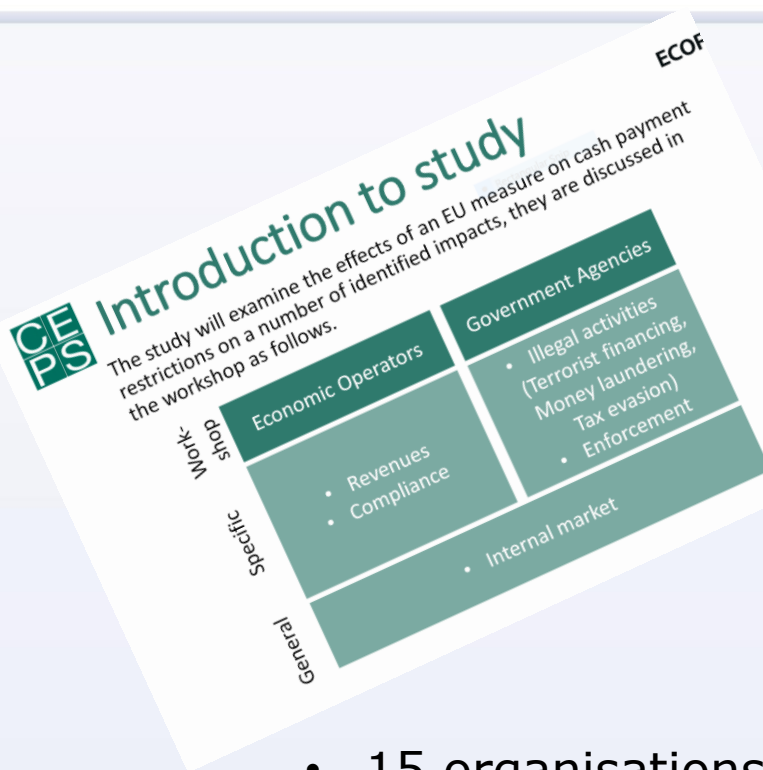 ECOF
CE
PS
Introduction to study
The study will examine the effects of an EU measure on cash payment
restrictions on a number of identified impacts, they are discussed in
the workshop as follows.
Work-
shop
Economic Operators
Government Agencies
Specific
• Revenues
• Compliance
• Illegal activities
(Terrorist financing,
Money laundering,
Tax evasion)
• Enforcement
General
• Internal market
• 15 organisations